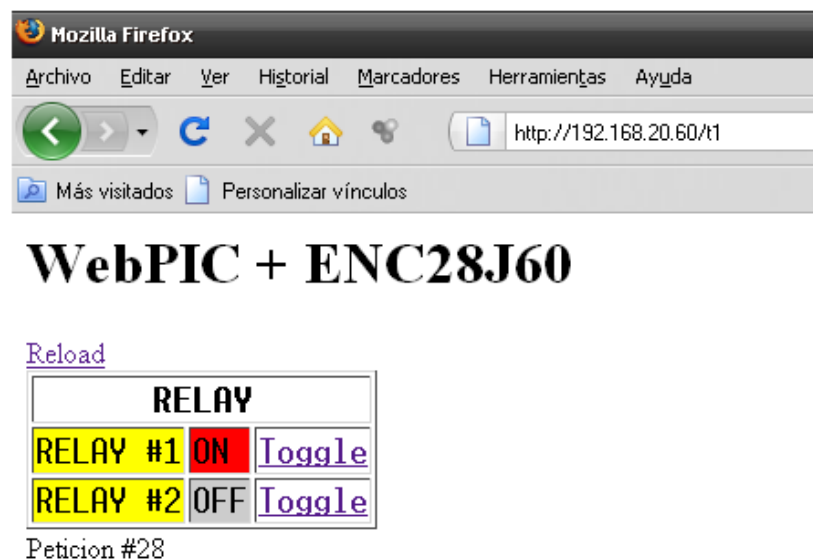 Mozilla Firefox
Archivo Editar Ver Historial Marcadores Herramientas Ayuda
http://192.168.20.60/t1
Más visitados Personalizar vínculos
WebPIC + ENC28J60
Reload
RELAY
RELAY #1 ON Toggle
RELAY #2 OFF Toggle
Peticion #28